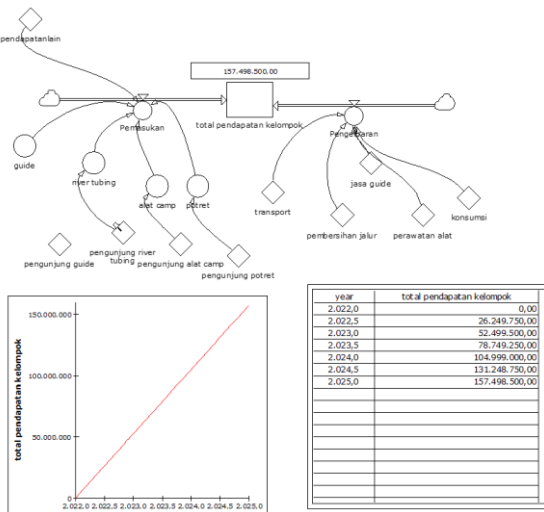 pendapatanlain
157.498.500,00
Pemasukan
total pendapatan kelompok
Pengeluaran
guide
river tubing
alat camp
potret
transport
jasa guide
konsumsi
pembersihan jalur
perawatan alat
pengunjung guide
pengunjung river
tubing
pengunjung alat camp
pengunjung potret
total pendapatan kelompok
150.000.000
100.000.000
50.000.000
0
2.022,0 2.022,5 2.023,0 2.023,5 2.024,0 2.024,5 2.025,0
year total pendapatan kelompok
2.022,0 0,00
2.022,5 26.249.750,00
2.023,0 52.499.500,00
2.023,5 78.749.250,00
2.024,0 104.999.000,00
2.024,5 131.248.750,00
2.025,0 157.498.500,00